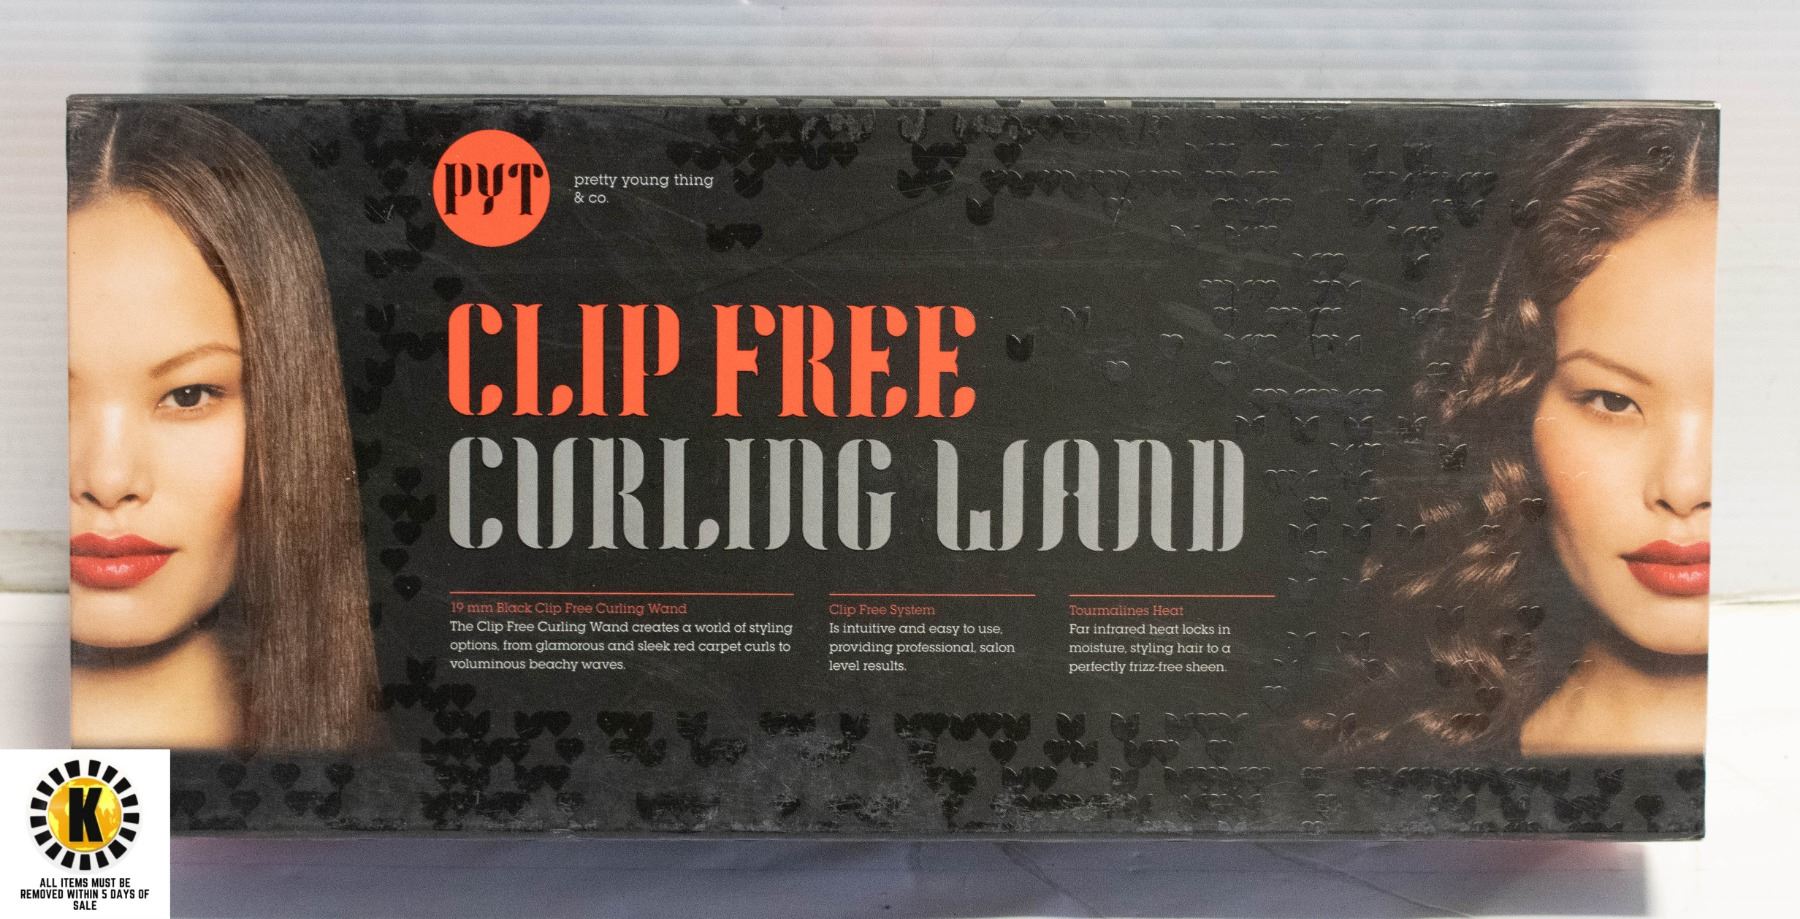 PYT
pretty young thing
& co.
CLIP FREE
CURLING WAND
19 mm Black Clip Free Curling Wand
The Clip Free Curling Wand creates a world of styling
options, from glamorous and sleek red carpet curls to
voluminous beachy waves.
Clip Free System
Is intuitive and easy to use,
providing professional, salon
level results.
Tourmalines Heat
Far infrared heat locks in
moisture, styling hair to a
perfectly frizz-free sheen.
K
ALL ITEMS MUST BE
REMOVED WITHIN 5 DAYS OF
SALE